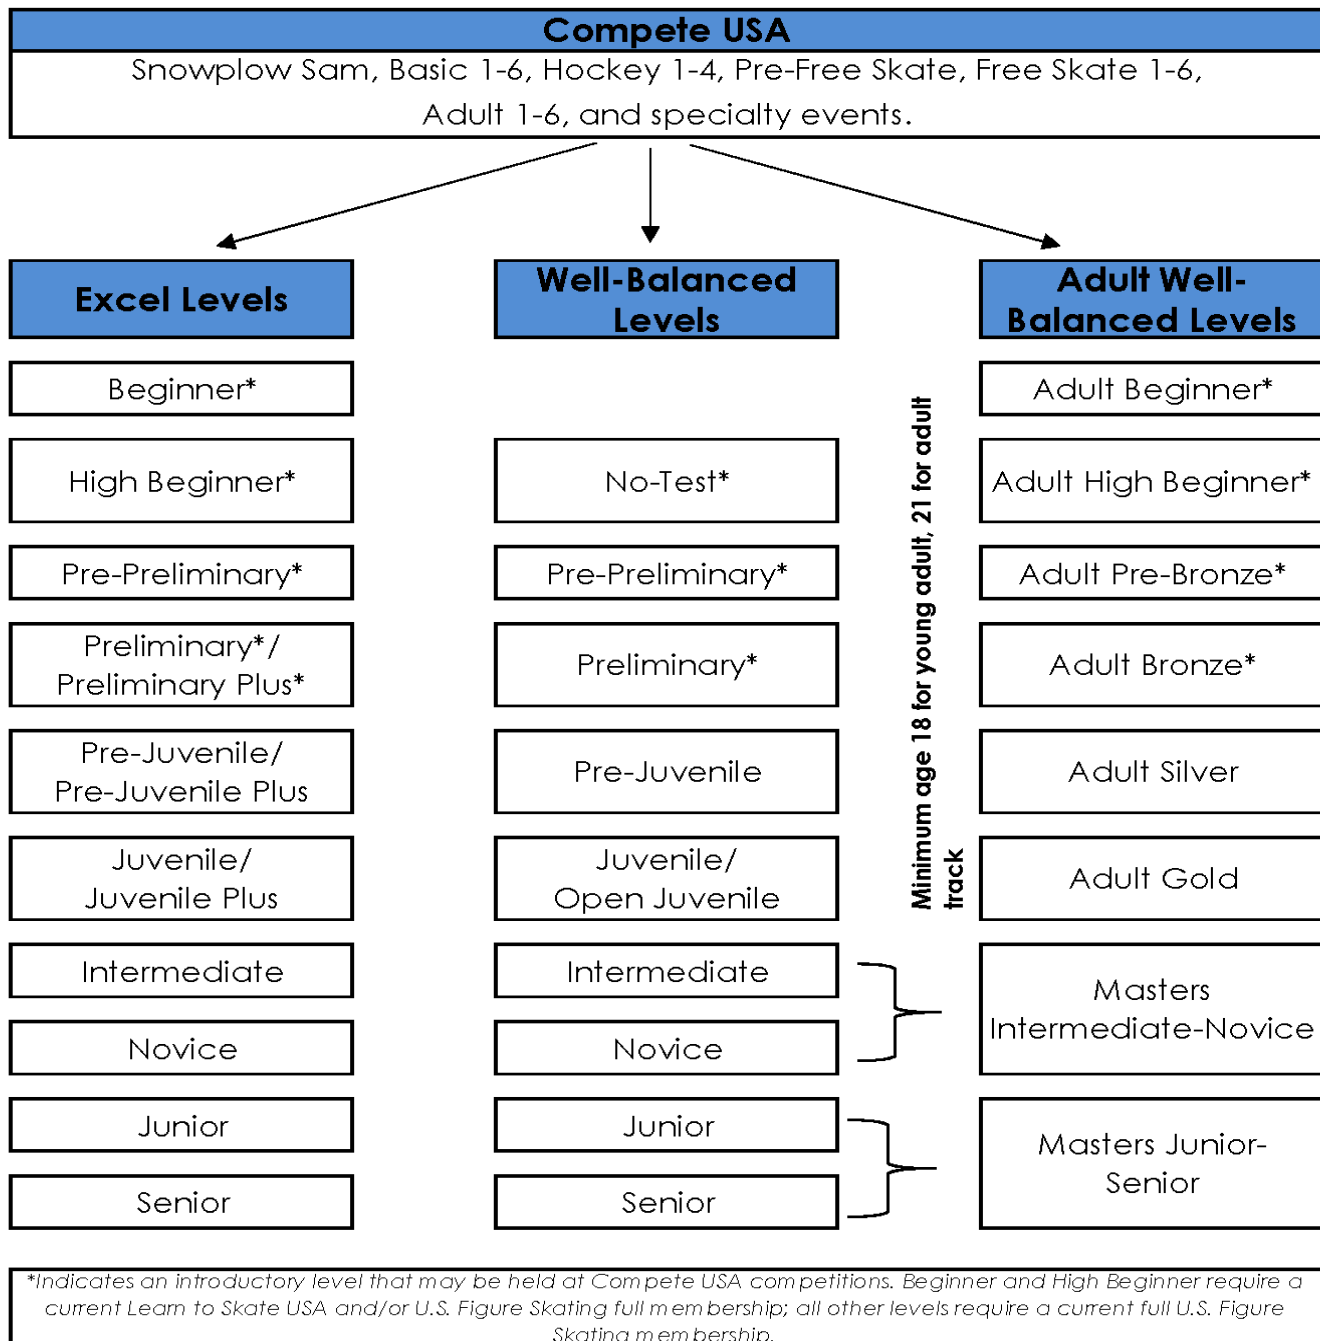 Compete USA
Snowplow Sam, Basic 1-6, Hockey 1-4, Pre-Free Skate, Free Skate 1-6,
Adult 1-6, and specialty events.
Excel Levels
Beginner*
High Beginner*
Pre-Preliminary*
Preliminary*/
Preliminary Plus*
Pre-Juvenile/
Pre-Juvenile Plus
Juvenile/
Juvenile Plus
Intermediate
Novice
Junior
Senior
Well-Balanced
Levels
No-Test*
Pre-Preliminary*
Preliminary*
Pre-Juvenile
Juvenile/
Open Juvenile
Intermediate
Novice
Junior
Senior
Minimum age 18 for young adult, 21 for adult
track
Adult Well-
Balanced Levels
Adult Beginner*
Adult High Beginner*
Adult Pre-Bronze*
Adult Bronze*
Adult Silver
Adult Gold
Masters
Intermediate-Novice
Masters Junior-
Senior
*Indicates an introductory level that may be held at Compete USA competitions. Beginner and High Beginner require a
current Learn to Skate USA and/or U.S. Figure Skating full membership; all other levels require a current full U.S. Figure
Skating membership.